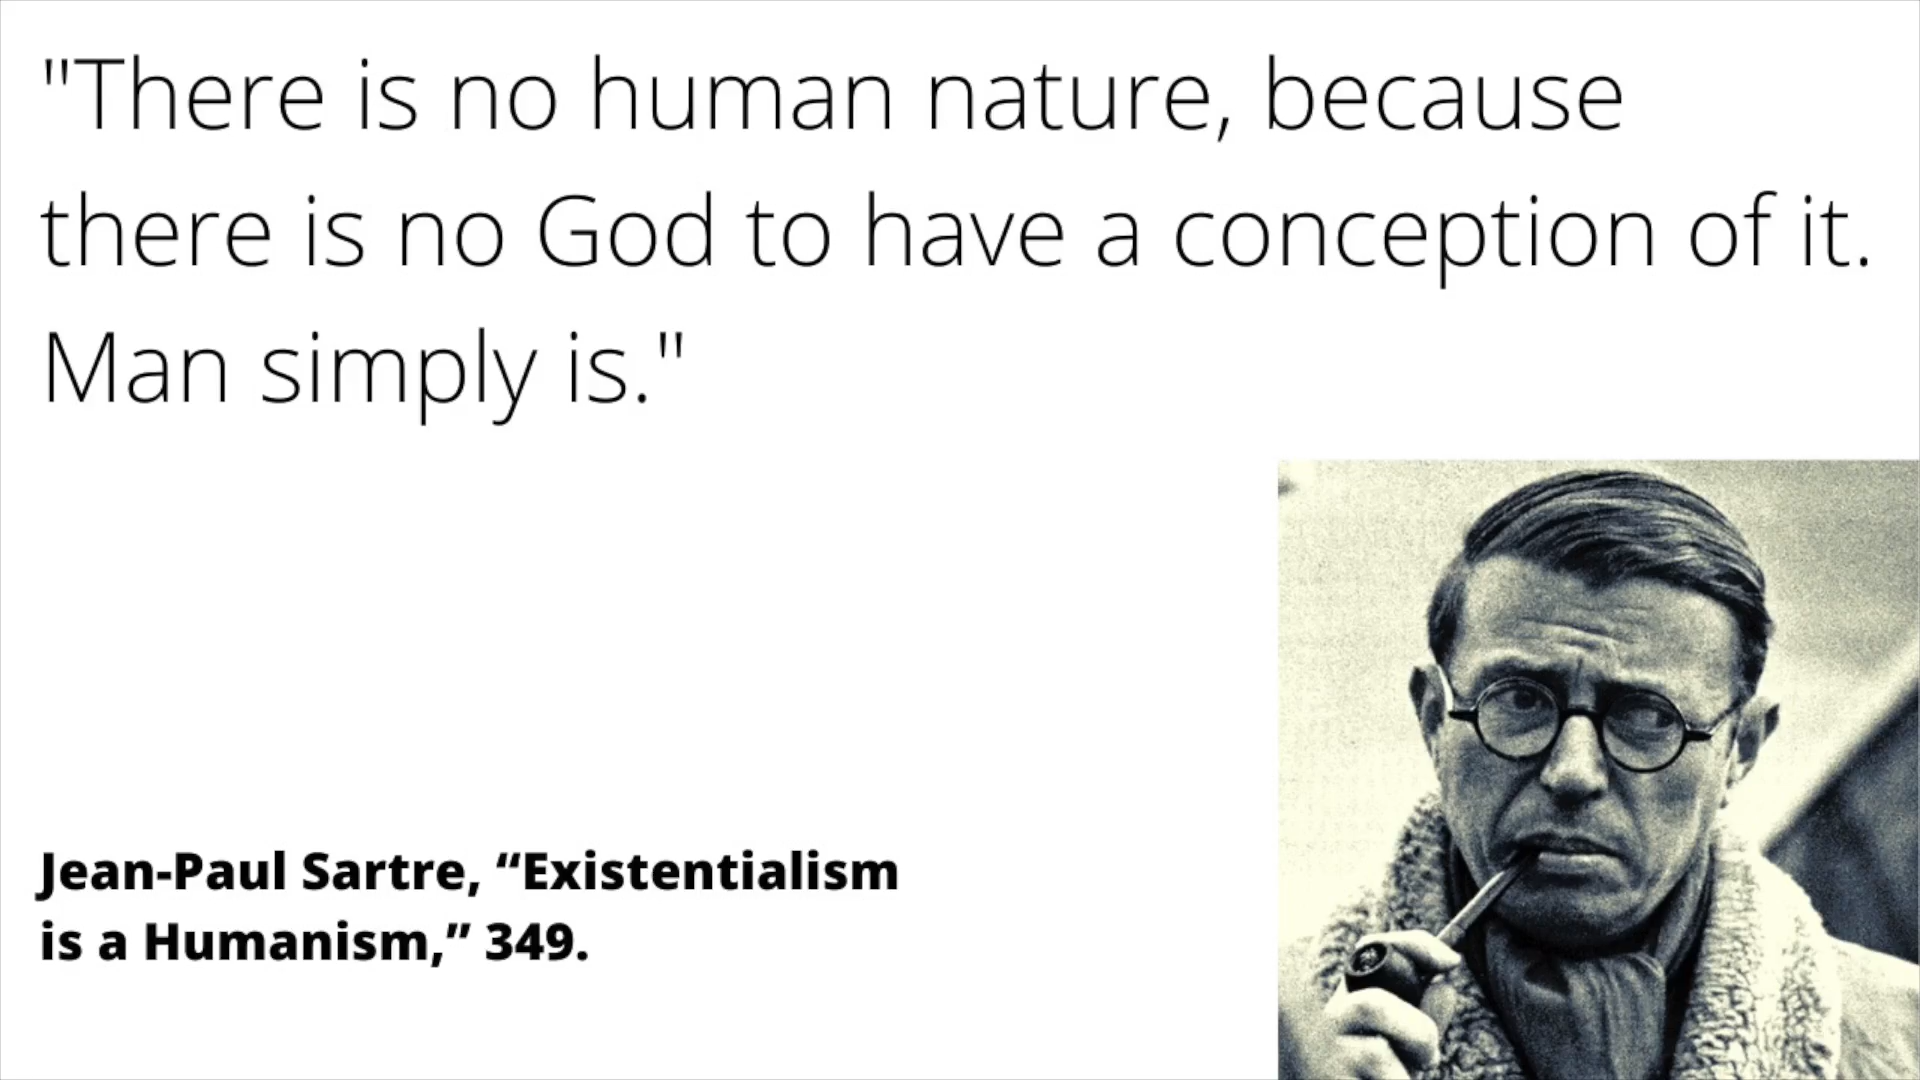 "There is no human nature, because
there is no God to have a conception of it.
Man simply is."
Jean-Paul Sartre, “Existentialism
is a Humanism,” 349.